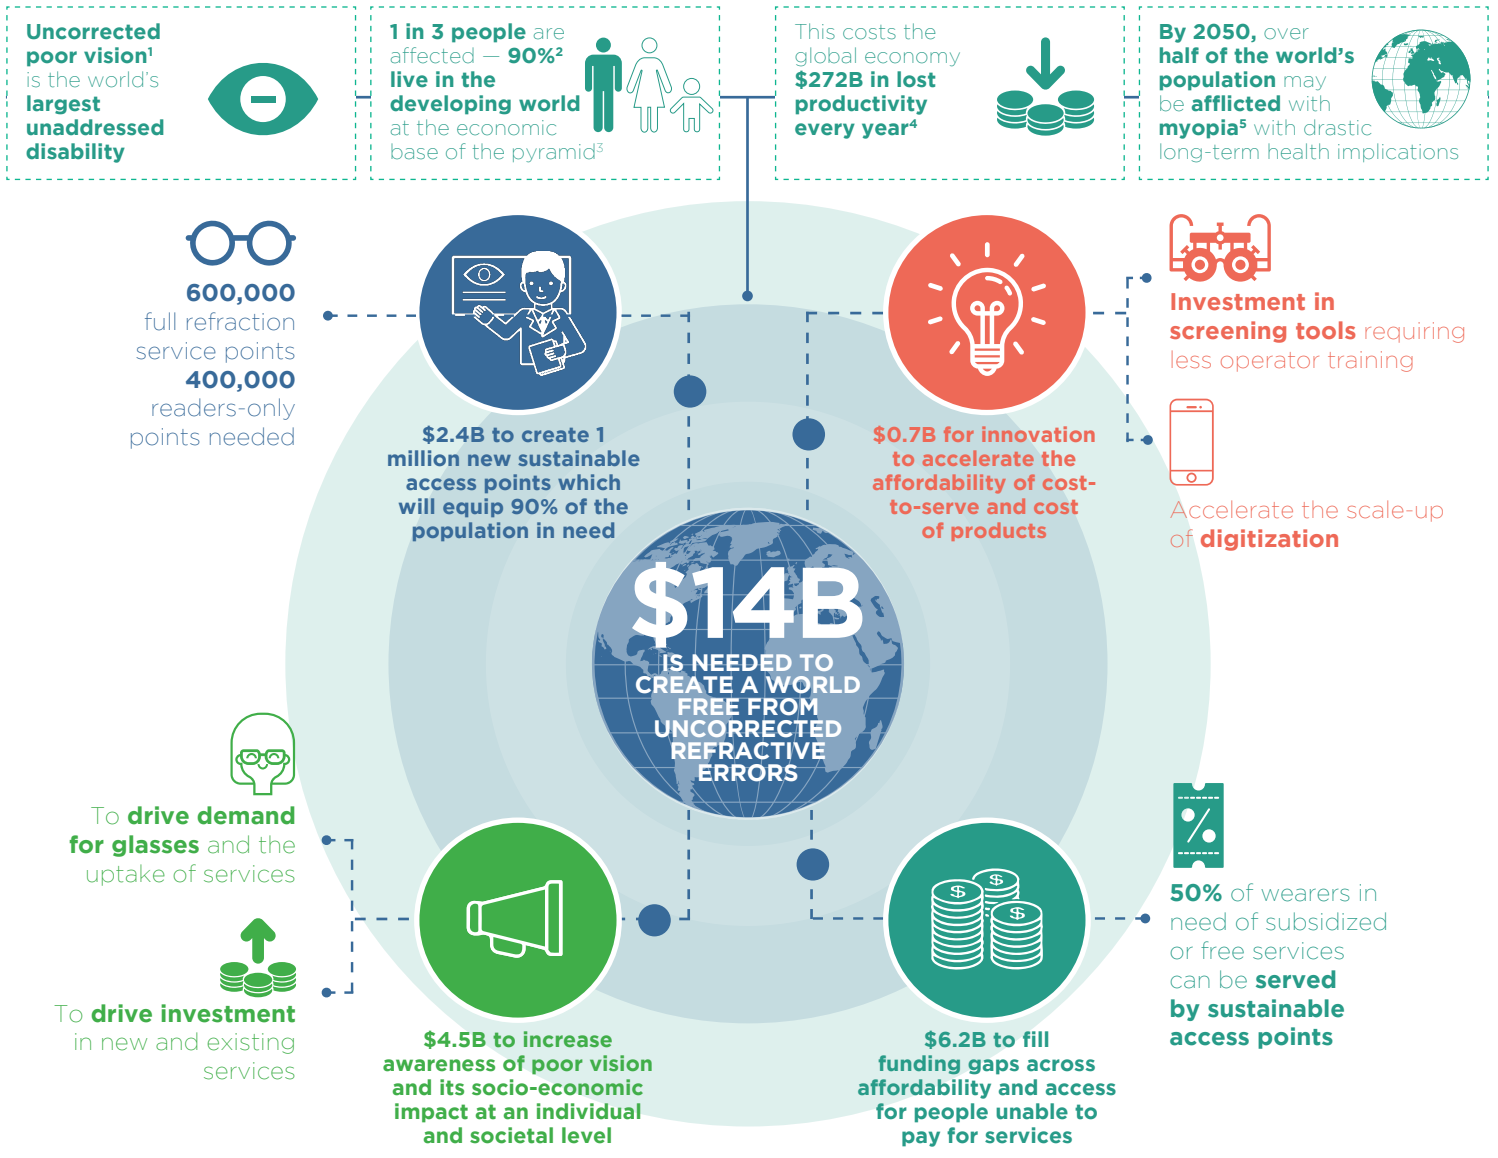 Uncorrected
poor vision¹
is the world's
largest
unaddressed
disability
1 in 3 people are
affected — 90%²
live in the
developing world
at the economic
base of the pyramid³
This costs the
global economy
$272B in lost
productivity
every year⁴
By 2050, over
half of the world's
population may
be afflicted with
myopia⁵ with drastic
long-term health implications
600,000
full refraction
service points
400,000
readers-only
points needed
$2.4B to create 1
million new sustainable
access points which
will equip 90% of the
population in need
$0.7B for innovation
to accelerate the
affordability of cost-
to-serve and cost
of products
Investment in
screening tools requiring
less operator training
Accelerate the scale-up
of digitization
$14B
IS NEEDED TO
CREATE A WORLD
FREE FROM
UNCORRECTED
REFRACTIVE
ERRORS
To drive demand
for glasses and the
uptake of services
To drive investment
in new and existing
services
$4.5B to increase
awareness of poor vision
and its socio-economic
impact at an individual
and societal level
$
$
$
$6.2B to fill
funding gaps across
affordability and access
for people unable to
pay for services
%
50% of wearers in
need of subsidized
or free services
can be served
by sustainable
access points